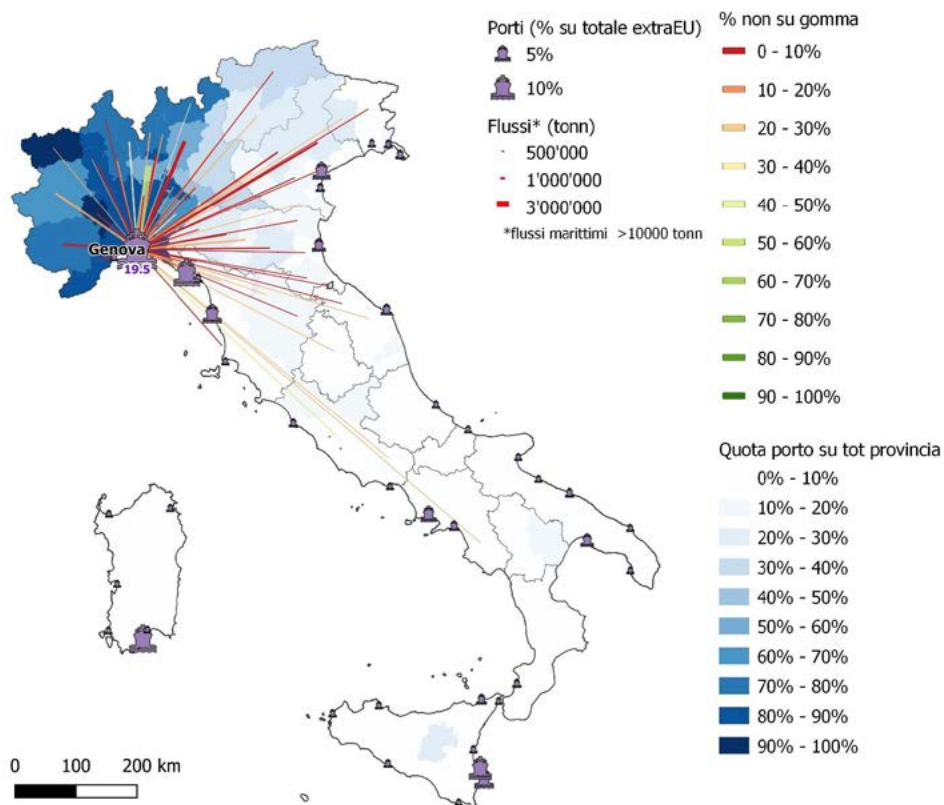 Porti (% su totale extraEU)
5%
10%
Flussi* (tonn)
500'000
1'000'000
3'000'000
*flussi marittimi >10000 tonn
% non su gomma
0 - 10%
10 - 20%
20 - 30%
30 - 40%
40 - 50%
50 - 60%
60 - 70%
70 - 80%
80 - 90%
90 - 100%
Quota porto su tot provincia
0% - 10%
10% - 20%
20% - 30%
30% - 40%
40% - 50%
50% - 60%
60% - 70%
70% - 80%
80% - 90%
90% - 100%
Genova
19.5
0 100 200 km